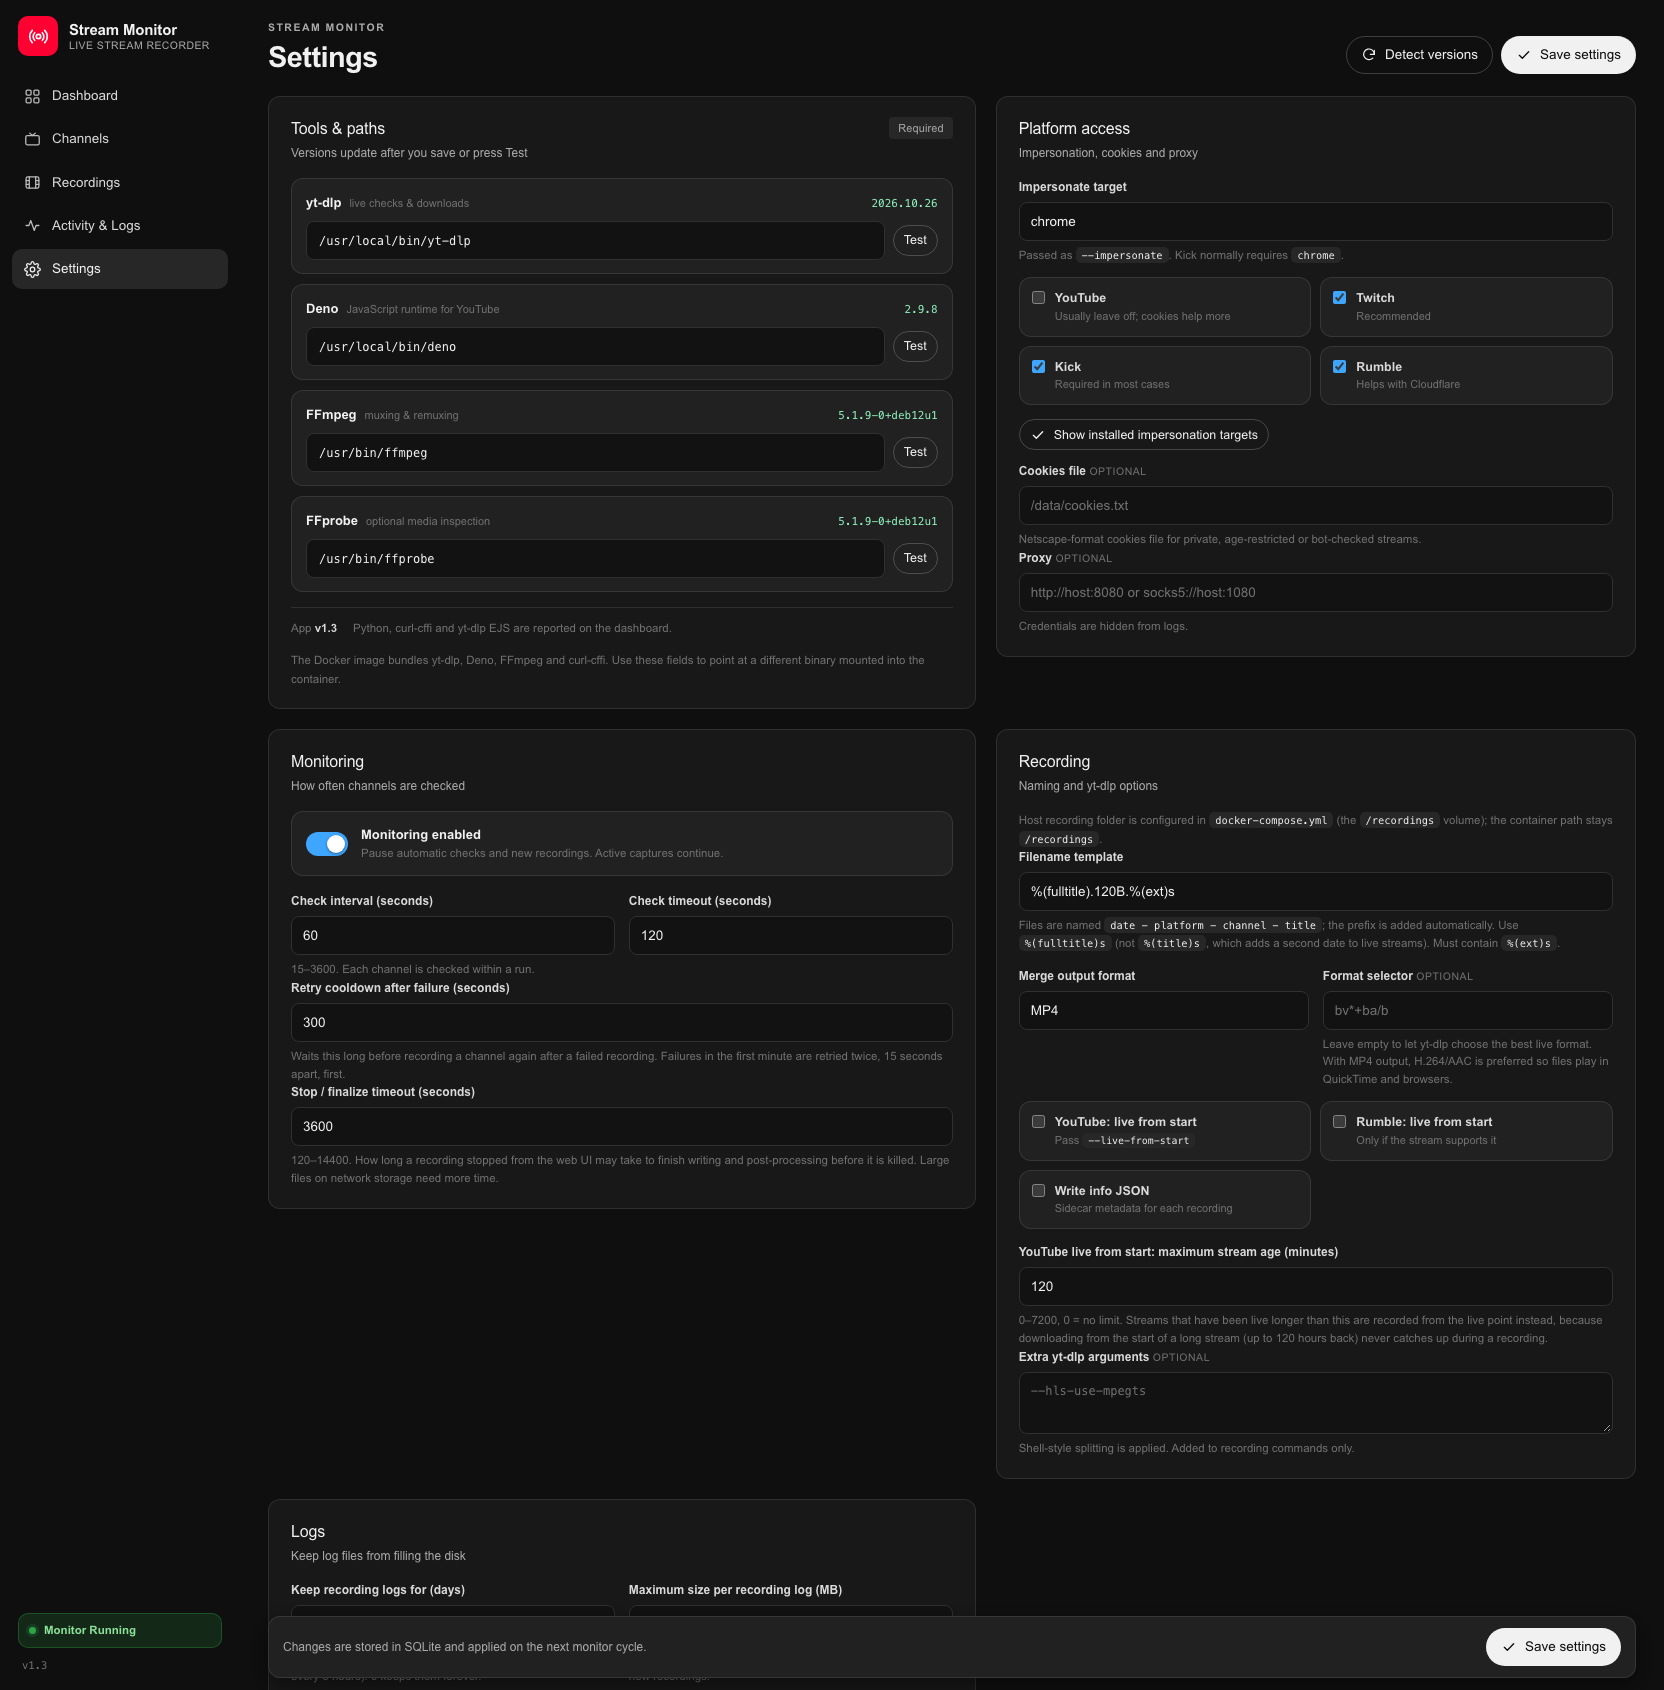 Stream Monitor
LIVE STREAM RECORDER
Dashboard
Channels
Recordings
Activity & Logs
Settings
STREAM MONITOR
Settings
Detect versions
Save settings
Tools & paths
Required
Versions update after you save or press Test
yt-dlp live checks & downloads 2026.10.26
/usr/local/bin/yt-dlp Test
Deno JavaScript runtime for YouTube 2.9.8
/usr/local/bin/deno Test
FFmpeg muxing & remuxing 5.1.9-0+deb12u1
/usr/bin/ffmpeg Test
FFprobe optional media inspection 5.1.9-0+deb12u1
/usr/bin/ffprobe Test
App v1.3 Python, curl-cffi and yt-dlp EJS are reported on the dashboard.
The Docker image bundles yt-dlp, Deno, FFmpeg and curl-cffi. Use these fields to point at a different binary mounted into the
container.
Platform access
Impersonation, cookies and proxy
Impersonate target
chrome
Passed as --impersonate. Kick normally requires chrome.
YouTube
Usually leave off; cookies help more
Twitch
Recommended
Kick
Required in most cases
Rumble
Helps with Cloudflare
Show installed impersonation targets
Cookies file OPTIONAL
/data/cookies.txt
Netscape-format cookies file for private, age-restricted or bot-checked streams.
Proxy OPTIONAL
http://host:8080 or socks5://host:1080
Credentials are hidden from logs.
Monitoring
How often channels are checked
Monitoring enabled
Pause automatic checks and new recordings. Active captures continue.
Check interval (seconds) Check timeout (seconds)
60 120
15–3600. Each channel is checked within a run.
Retry cooldown after failure (seconds)
300
Waits this long before recording a channel again after a failed recording. Failures in the first minute are retried twice, 15 seconds
apart, first.
Stop / finalize timeout (seconds)
3600
120–14400. How long a recording stopped from the web UI may take to finish writing and post-processing before it is killed. Large
files on network storage need more time.
Recording
Naming and yt-dlp options
Host recording folder is configured in docker-compose.yml (the /recordings volume); the container path stays
/recordings.
Filename template
%(fulltitle).120B.%(ext)s
Files are named date - platform - channel - title; the prefix is added automatically. Use
%(fulltitle)s (not %(title)s, which adds a second date to live streams). Must contain %(ext)s.
Merge output format Format selector OPTIONAL
MP4 bv*+ba/b
Leave empty to let yt-dlp choose the best live format.
With MP4 output, H.264/AAC is preferred so files play in
QuickTime and browsers.
YouTube: live from start
Pass --live-from-start
Rumble: live from start
Only if the stream supports it
Write info JSON
Sidecar metadata for each recording
YouTube live from start: maximum stream age (minutes)
120
0–7200, 0 = no limit. Streams that have been live longer than this are recorded from the live point instead, because
downloading from the start of a long stream (up to 120 hours back) never catches up during a recording.
Extra yt-dlp arguments OPTIONAL
--hls-use-mpegts
Shell-style splitting is applied. Added to recording commands only.
Logs
Keep log files from filling the disk
Keep recording logs for (days) Maximum size per recording log (MB)
Changes are stored in SQLite and applied on the next monitor cycle.
Save settings
Monitor Running
v1.3